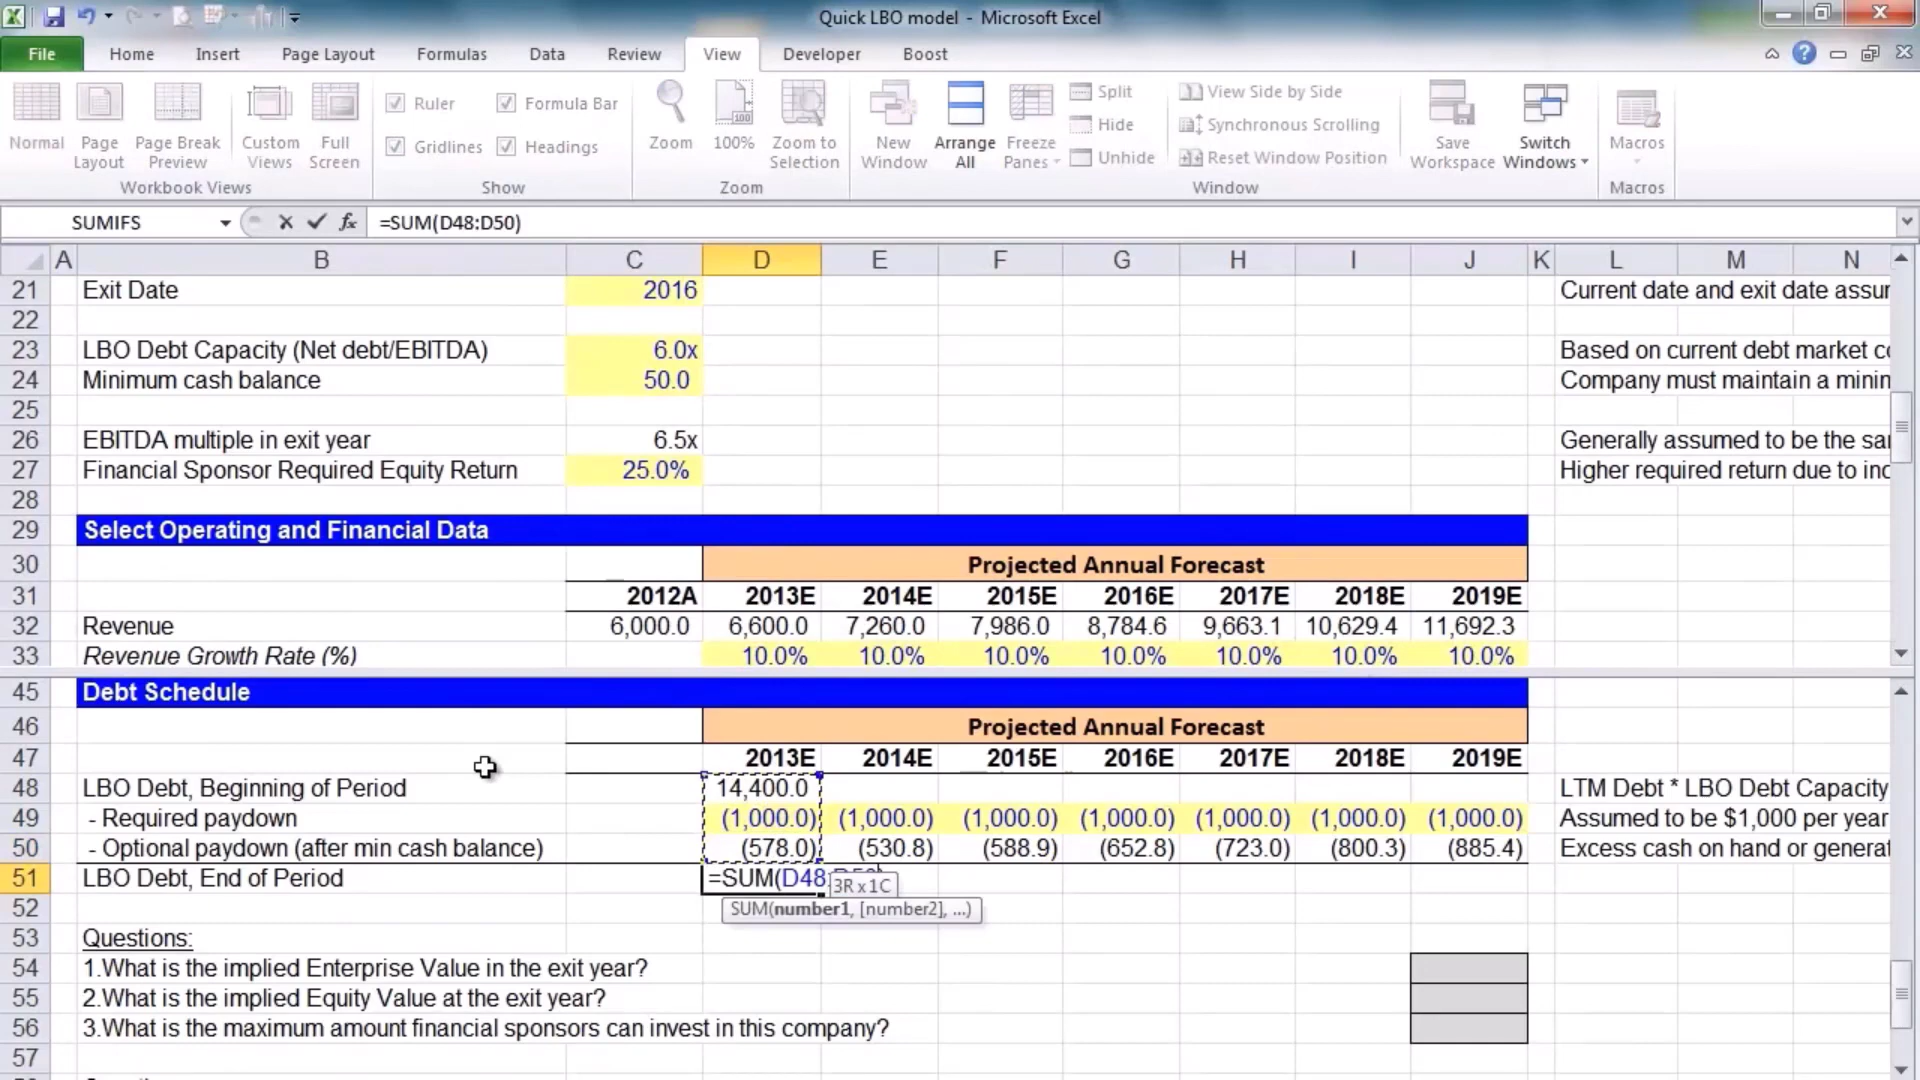 Quick LBO model - Microsoft Excel
File Home Insert Page Layout Formulas Data Review View Developer Boost
Normal
Page Layout
Page Break Preview
Custom Views
Full Screen
Workbook Views
Ruler Formula Bar
Gridlines Headings
Show
Zoom
100%
Zoom to Selection
Zoom
New Window
Arrange All
Freeze Panes
Split
Hide
Unhide
View Side by Side
Synchronous Scrolling
Reset Window Position
Window
Save Workspace
Switch Windows
Macros
Macros
SUMIFS fx =SUM(D48:D50)
A B C D E F G H I J K L M N
21 Exit Date 2016 Current date and exit date assur
22
23 LBO Debt Capacity (Net debt/EBITDA) 6.0x Based on current debt market c
24 Minimum cash balance 50.0 Company must maintain a minin
25
26 EBITDA multiple in exit year 6.5x Generally assumed to be the sa
27 Financial Sponsor Required Equity Return 25.0% Higher required return due to inc
28
29 Select Operating and Financial Data
30 Projected Annual Forecast
31 2012A 2013E 2014E 2015E 2016E 2017E 2018E 2019E
32 Revenue 6,000.0 6,600.0 7,260.0 7,986.0 8,784.6 9,663.1 10,629.4 11,692.3
33 Revenue Growth Rate (%) 10.0% 10.0% 10.0% 10.0% 10.0% 10.0% 10.0%
45 Debt Schedule
46 Projected Annual Forecast
47 2013E 2014E 2015E 2016E 2017E 2018E 2019E
48 LBO Debt, Beginning of Period 14,400.0 LTM Debt * LBO Debt Capacity
49 - Required paydown (1,000.0) (1,000.0) (1,000.0) (1,000.0) (1,000.0) (1,000.0) (1,000.0) Assumed to be $1,000 per year
50 - Optional paydown (after min cash balance) (578.0) (530.8) (588.9) (652.8) (723.0) (800.3) (885.4) Excess cash on hand or generat
51 LBO Debt, End of Period =SUM(D48 3R x 1C
52 SUM(number1, [number2], ...)
53 Questions:
54 1.What is the implied Enterprise Value in the exit year?
55 2.What is the implied Equity Value at the exit year?
56 3.What is the maximum amount financial sponsors can invest in this company?
57